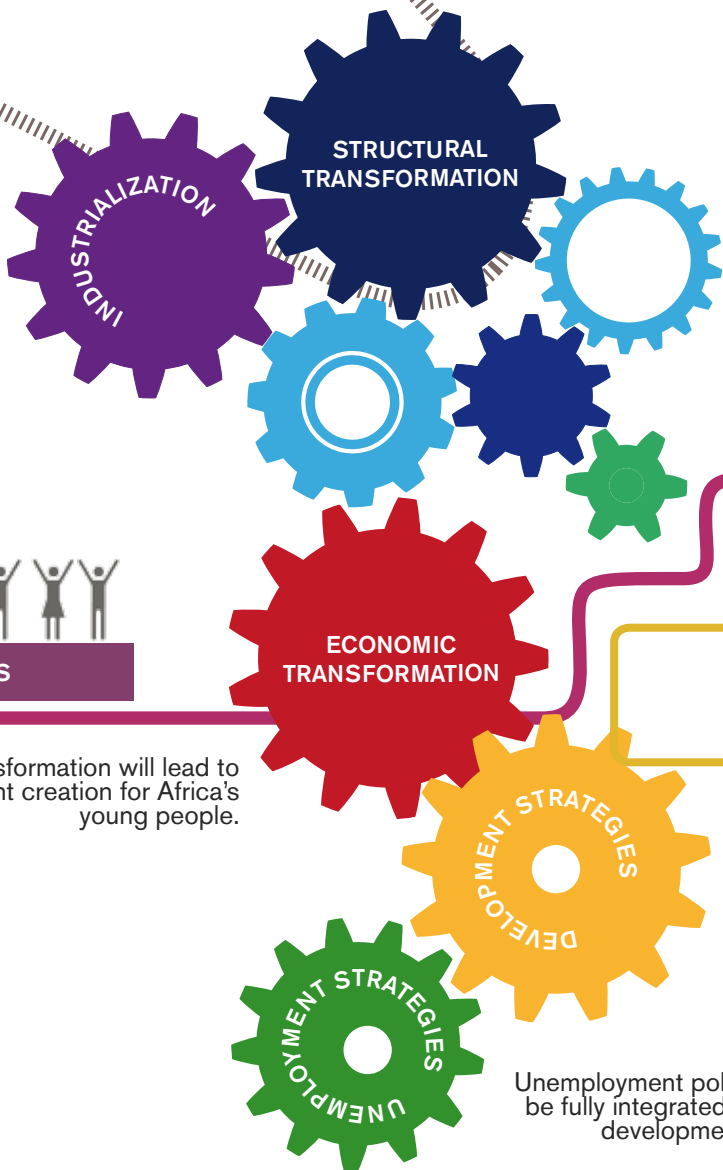 STRUCTURAL
TRANSFORMATION
INDUSTRIALIZATION
ECONOMIC
TRANSFORMATION
S
sformation will lead to
nt creation for Africa's
young people.
DEVELOPMENT STRATEGIES
UNEMPLOYMENT STRATEGIES
Unemployment pol
be fully integrated
developme